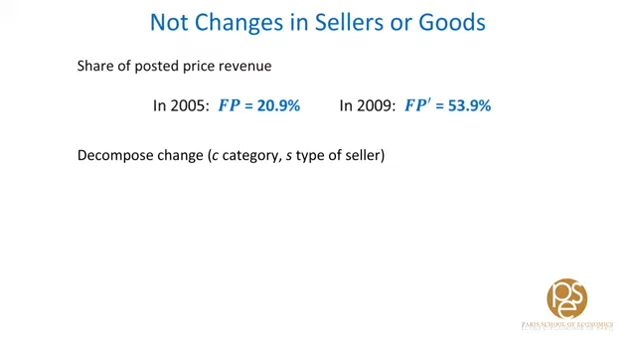 Not Changes in Sellers or Goods
Share of posted price revenue
In 2005: FP = 20.9% In 2009: FP′ = 53.9%
Decompose change (c category, s type of seller)
pse
PARIS SCHOOL OF ECONOMICS